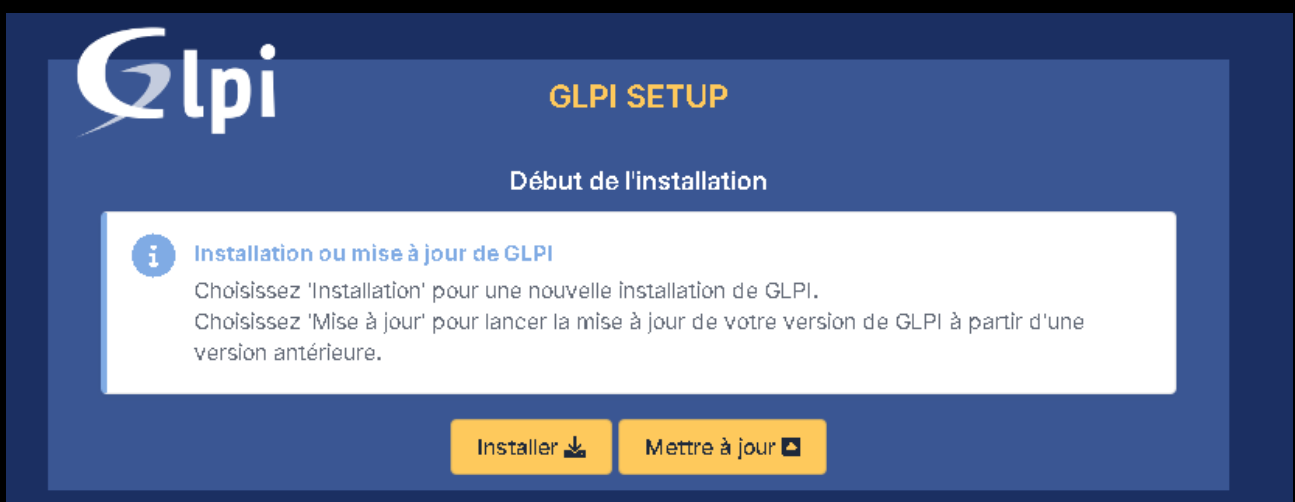 Glpi
GLPI SETUP
Début de l'installation
Installation ou mise à jour de GLPI
Choisissez 'Installation' pour une nouvelle installation de GLPI.
Choisissez 'Mise à jour' pour lancer la mise à jour de votre version de GLPI à partir d'une
version antérieure.
Installer
Mettre à jour